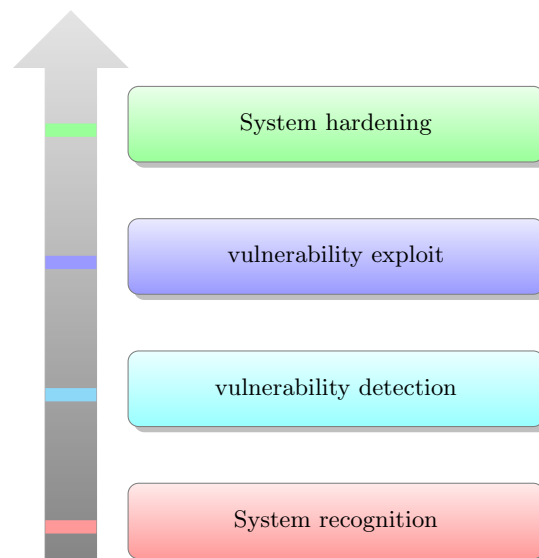 System hardening
vulnerability exploit
vulnerability detection
System recognition